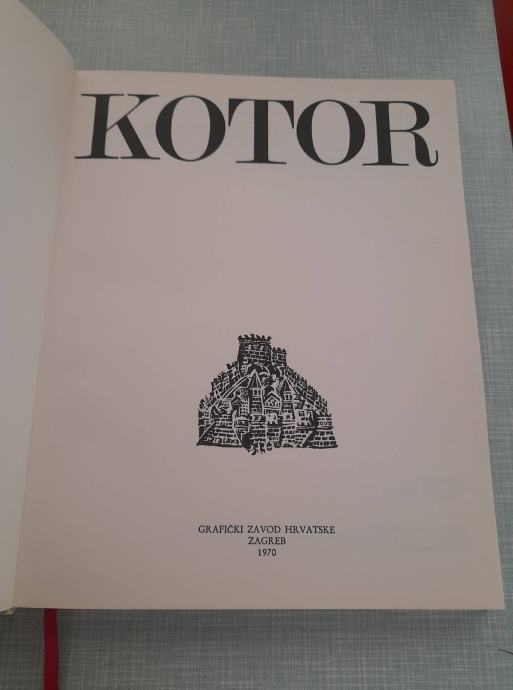 KOTOR
GRAFIČKI ZAVOD HRVATSKE
ZAGREB
1970